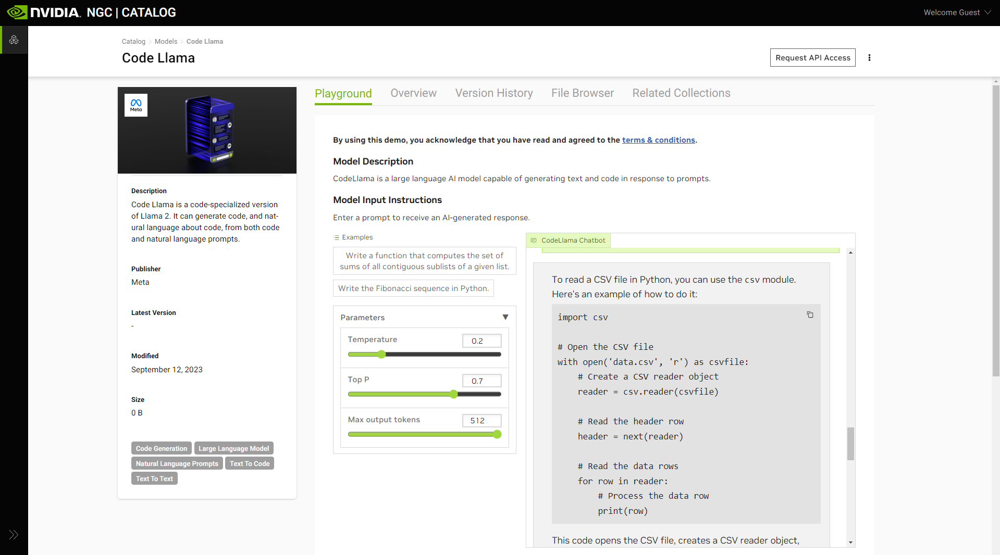 NVIDIA. NGC | CATALOG
Welcome Guest
Catalog > Models > Code Llama
Code Llama
Request API Access
Meta
Description
Code Llama is a code-specialized version
of Llama 2. It can generate code, and nat-
ural language about code, from both code
and natural language prompts.
Publisher
Meta
Latest Version
-
Modified
September 12, 2023
Size
0 B
Code Generation
Large Language Model
Natural Language Prompts
Text To Code
Text To Text
Playground
Overview
Version History
File Browser
Related Collections
By using this demo, you acknowledge that you have read and agreed to the terms & conditions.
Model Description
CodeLlama is a large language AI model capable of generating text and code in response to prompts.
Model Input Instructions
Enter a prompt to receive an AI-generated response.
Examples
Write a function that computes the set of
sums of all contiguous sublists of a given list.
Write the Fibonacci sequence in Python.
Parameters
Temperature
0.2
Top P
0.7
Max output tokens
512
CodeLlama Chatbot
To read a CSV file in Python, you can use the csv module.
Here's an example of how to do it:
import csv
# Open the CSV file
with open('data.csv', 'r') as csvfile:
    # Create a CSV reader object
    reader = csv.reader(csvfile)
    # Read the header row
    header = next(reader)
    # Read the data rows
    for row in reader:
        # Process the data row
        print(row)
This code opens the CSV file, creates a CSV reader object,